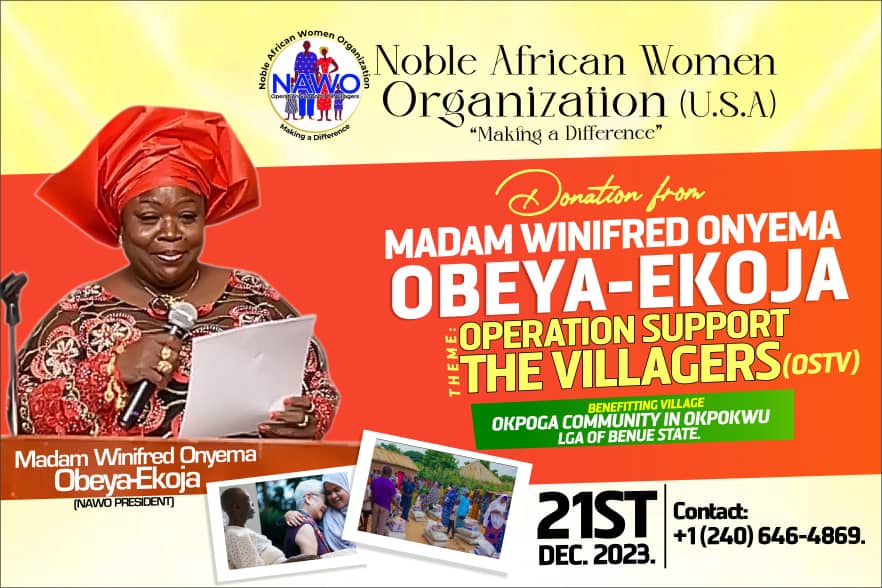 Noble African Women Organization
NAWO
Making a Difference
Noble African Women
Organization (U.S.A)
“Making a Difference”
Donation from
MADAM WINIFRED ONYEMA
OBEYA-EKOJA
THEME:
OPERATION SUPPORT
THE VILLAGERS (OSTV)
BENEFITTING VILLAGE
OKPOGA COMMUNITY IN OKPOKWU
LGA OF BENUE STATE.
Madam Winifred Onyema
Obeya-Ekoja
(NAWO PRESIDENT)
21ST
DEC. 2023.
Contact:
+1 (240) 646-4869.